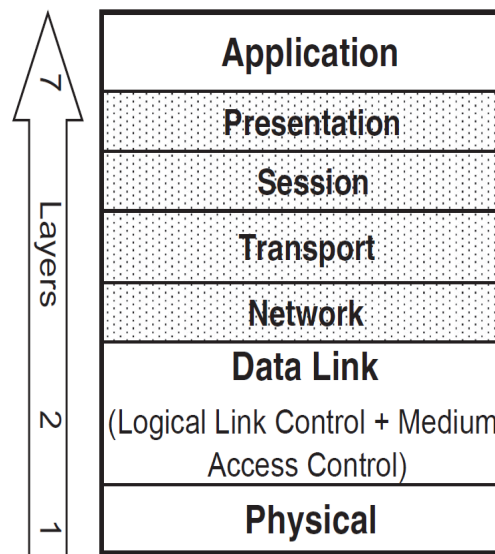 7
Layers
2
1
Application
Presentation
Session
Transport
Network
Data Link
(Logical Link Control + Medium
Access Control)
Physical